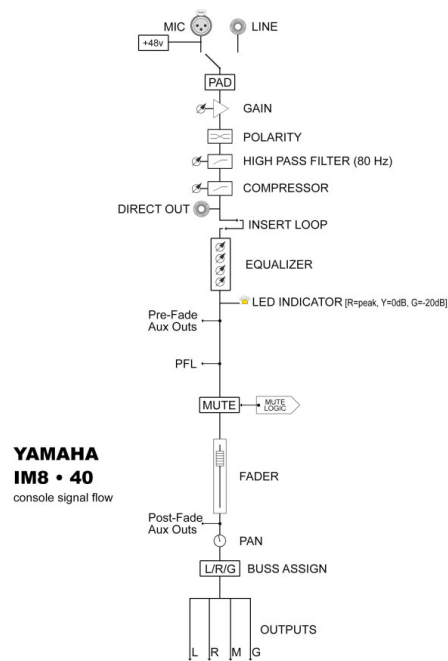 MIC
LINE
+48v
PAD
GAIN
POLARITY
HIGH PASS FILTER (80 Hz)
COMPRESSOR
DIRECT OUT
INSERT LOOP
EQUALIZER
LED INDICATOR [R=peak, Y=0dB, G=-20dB]
Pre-Fade
Aux Outs
PFL
MUTE
MUTE
LOGIC
YAMAHA
IM8 • 40
console signal flow
FADER
Post-Fade
Aux Outs
PAN
L/R/G
BUSS ASSIGN
OUTPUTS
L R M G